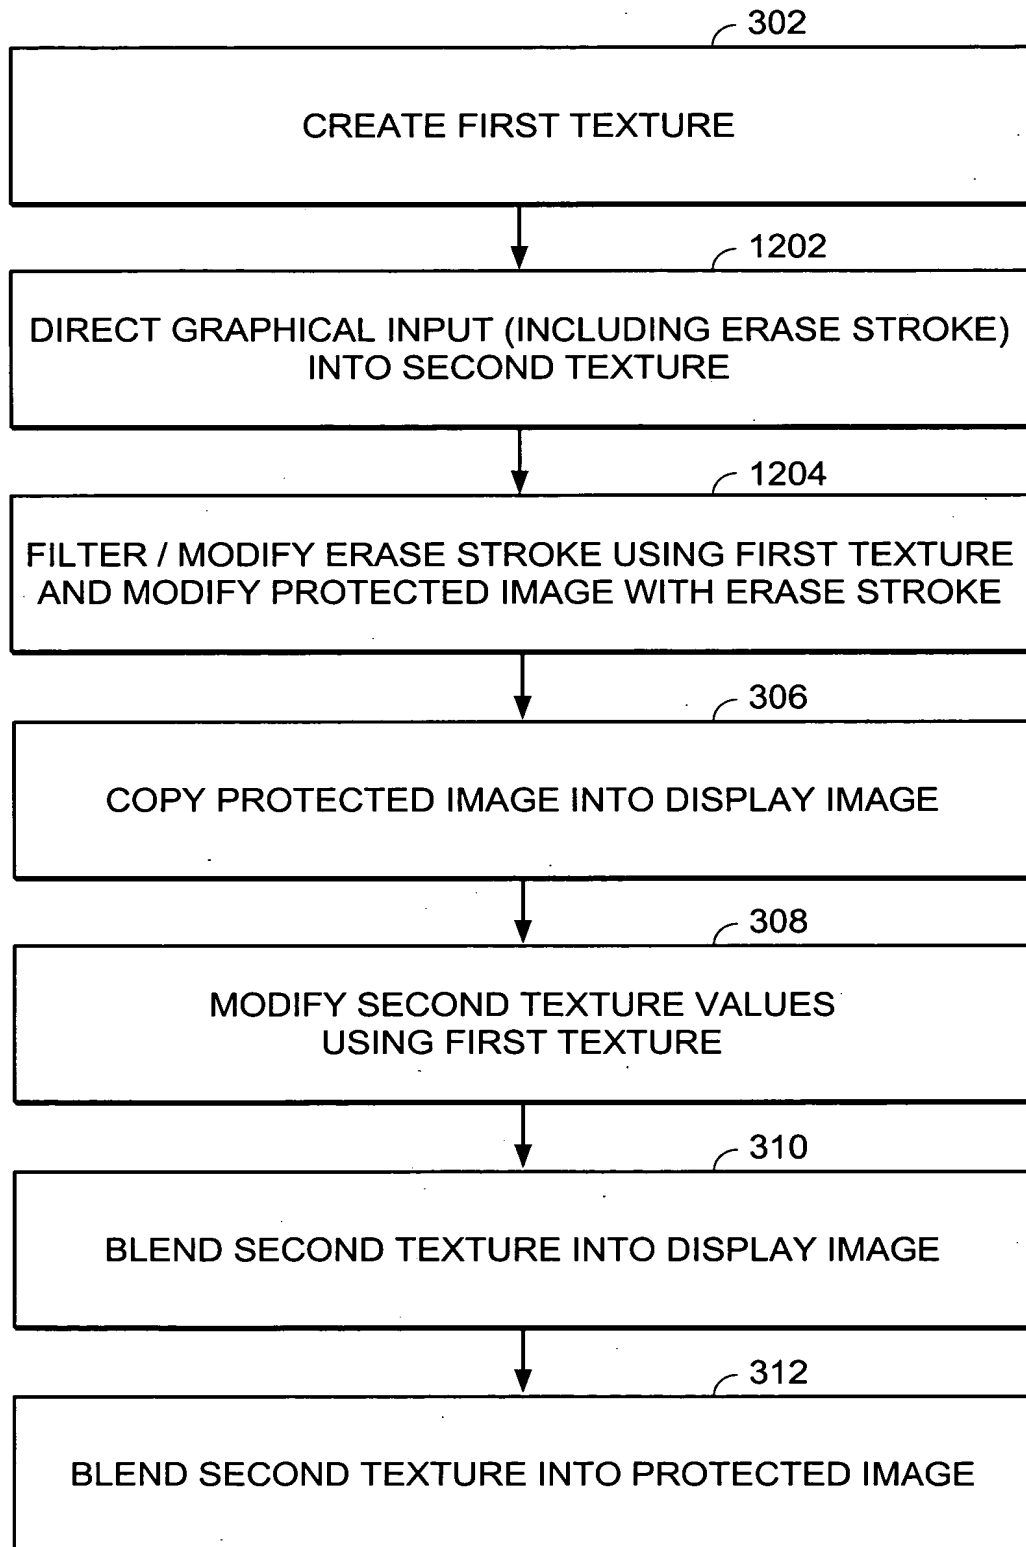 302
CREATE FIRST TEXTURE
1202
DIRECT GRAPHICAL INPUT (INCLUDING ERASE STROKE)
INTO SECOND TEXTURE
1204
FILTER / MODIFY ERASE STROKE USING FIRST TEXTURE
AND MODIFY PROTECTED IMAGE WITH ERASE STROKE
306
COPY PROTECTED IMAGE INTO DISPLAY IMAGE
308
MODIFY SECOND TEXTURE VALUES
USING FIRST TEXTURE
310
BLEND SECOND TEXTURE INTO DISPLAY IMAGE
312
BLEND SECOND TEXTURE INTO PROTECTED IMAGE